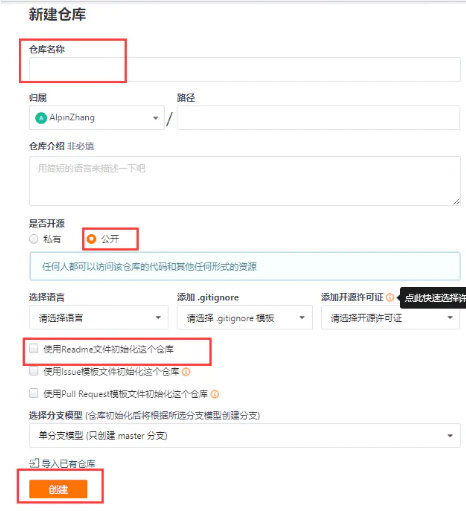 新建仓库
仓库名称
归属 路径
A AlpinZhang /
仓库介绍 非必填
用简短的语言来描述一下吧
是否开源
私有 公开
任何人都可以访问该仓库的代码和其他任何形式的资源
选择语言 添加 .gitignore 添加开源许可证 点此快速选择许
请选择语言 请选择 .gitignore 模板 请选择开源许可证
使用Readme文件初始化这个仓库
使用Issue模板文件初始化这个仓库
使用Pull Request模板文件初始化这个仓库
选择分支模型 (仓库初始化后将根据所选分支模型创建分支)
单分支模型 (只创建 master 分支)
导入已有仓库
创建